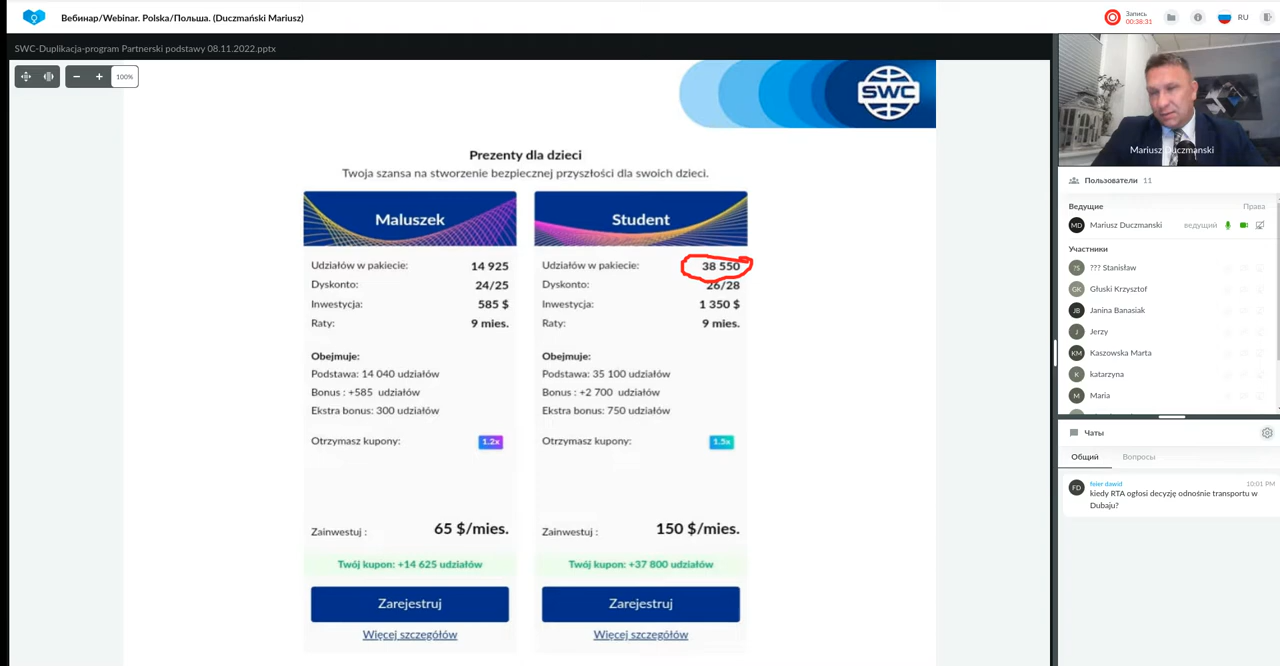 Вебинар/Webinar. Polska/Польша. (Duczmański Mariusz)
Запись
00:38:31
RU
SWC-Duplikacja-program Partnerski podstawy 08.11.2022.pptx
100%
SWC
Prezenty dla dzieci
Twoja szansa na stworzenie bezpiecznej przyszłości dla swoich dzieci.
Maluszek
Udziałów w pakiecie: 14 925
Dyskonto: 24/25
Inwestycja: 585 $
Raty: 9 mies.
Obejmuje:
Podstawa: 14 040 udziałów
Bonus : +585 udziałów
Ekstra bonus: 300 udziałów
Otrzymasz kupony: 1.2x
Zainwestuj : 65 $/mies.
Twój kupon: +14 625 udziałów
Zarejestruj
Więcej szczegółów
Student
Udziałów w pakiecie: 38 550
Dyskonto: 26/28
Inwestycja: 1 350 $
Raty: 9 mies.
Obejmuje:
Podstawa: 35 100 udziałów
Bonus : +2 700 udziałów
Ekstra bonus: 750 udziałów
Otrzymasz kupony: 1.5x
Zainwestuj : 150 $/mies.
Twój kupon: +37 800 udziałów
Zarejestruj
Więcej szczegółów
Mariusz Duczmanski
Пользователи 11
Ведущие Права
MD Mariusz Duczmanski ведущий
Участники
?S ??? Stanisław
GK Głuski Krzysztof
JB Janina Banasiak
J Jerzy
KM Kaszowska Marta
K katarzyna
M Maria
Чаты
Общий Вопросы
FD feier dawid 10:01 PM
kiedy RTA ogłosi decyzję odnośnie transportu w
Dubaju?